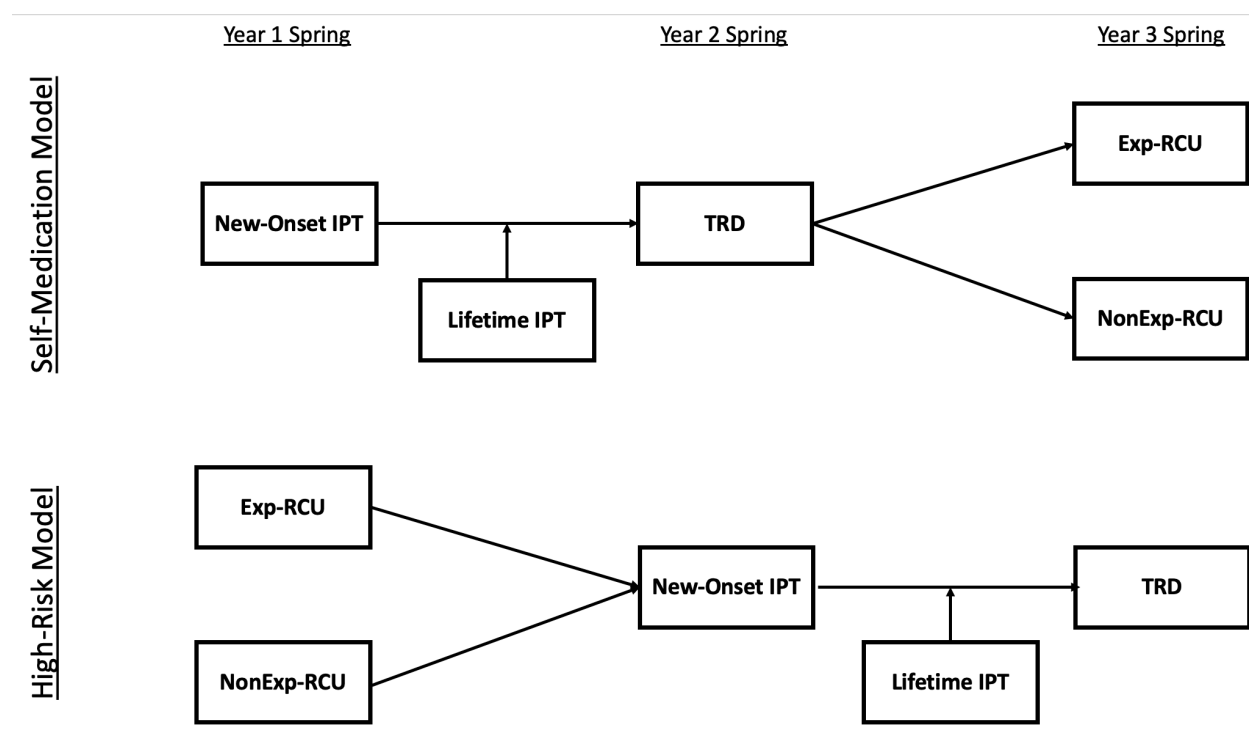 Year 1 Spring
Year 2 Spring
Year 3 Spring
Self-Medication Model
Exp-RCU
New-Onset IPT
TRD
Lifetime IPT
NonExp-RCU
High-Risk Model
Exp-RCU
New-Onset IPT
TRD
NonExp-RCU
Lifetime IPT